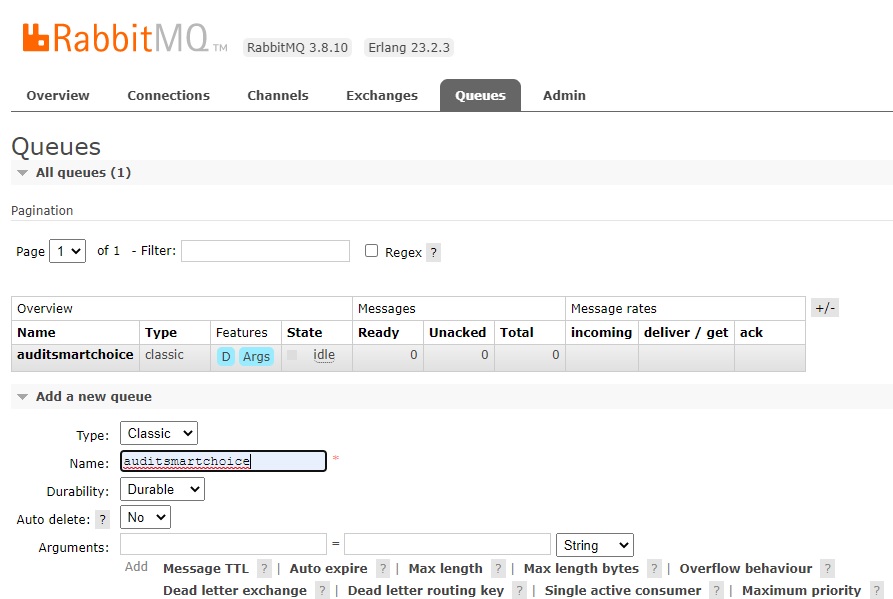 RabbitMQ TM RabbitMQ 3.8.10 Erlang 23.2.3
Overview Connections Channels Exchanges Queues Admin
Queues
All queues (1)
Pagination
Page 1 of 1 - Filter: Regex ?
Overview Messages Message rates +/-
Name Type Features State Ready Unacked Total incoming deliver / get ack
auditsmartchoice classic D Args idle 0 0 0
Add a new queue
Type: Classic
Name: auditsmartchoice *
Durability: Durable
Auto delete: ? No
Arguments: = String
Add Message TTL ? | Auto expire ? | Max length ? | Max length bytes ? | Overflow behaviour ?
Dead letter exchange ? | Dead letter routing key ? | Single active consumer ? | Maximum priority ?